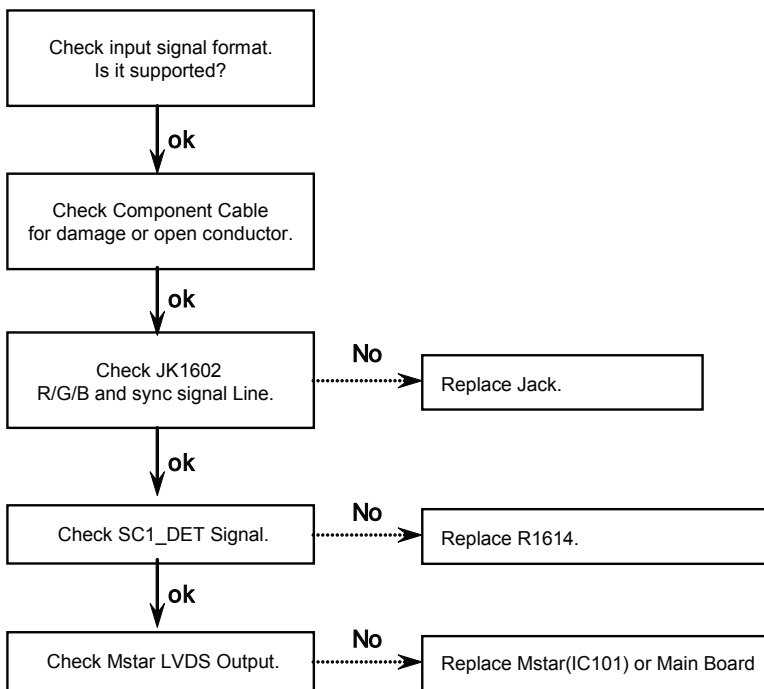 Check input signal format.
Is it supported?
ok
Check Component Cable
for damage or open conductor.
ok
Check JK1602
R/G/B and sync signal Line.
No
Replace Jack.
ok
Check SC1_DET Signal.
No
Replace R1614.
ok
Check Mstar LVDS Output.
No
Replace Mstar(IC101) or Main Board